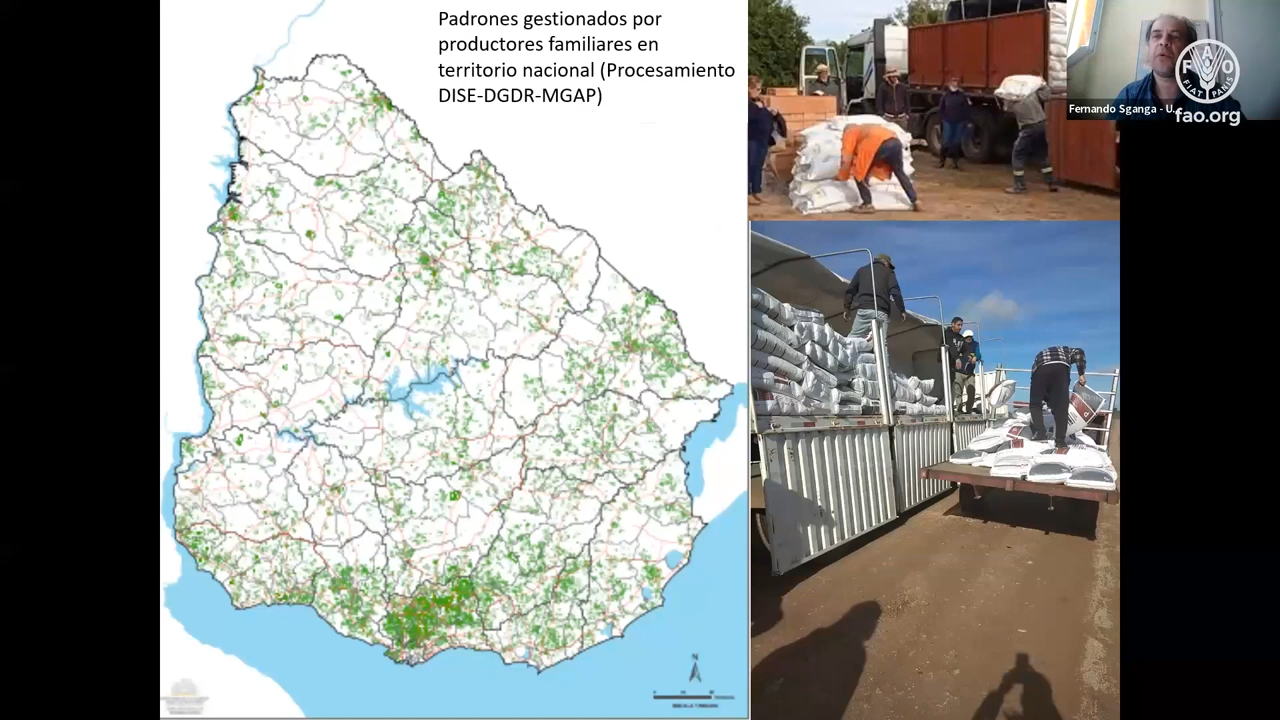 Padrones gestionados por
productores familiares en
territorio nacional (Procesamiento
DISE-DGDR-MGAP)
Fernando Sganga - U...
FIAT PANIS
fao.org
N